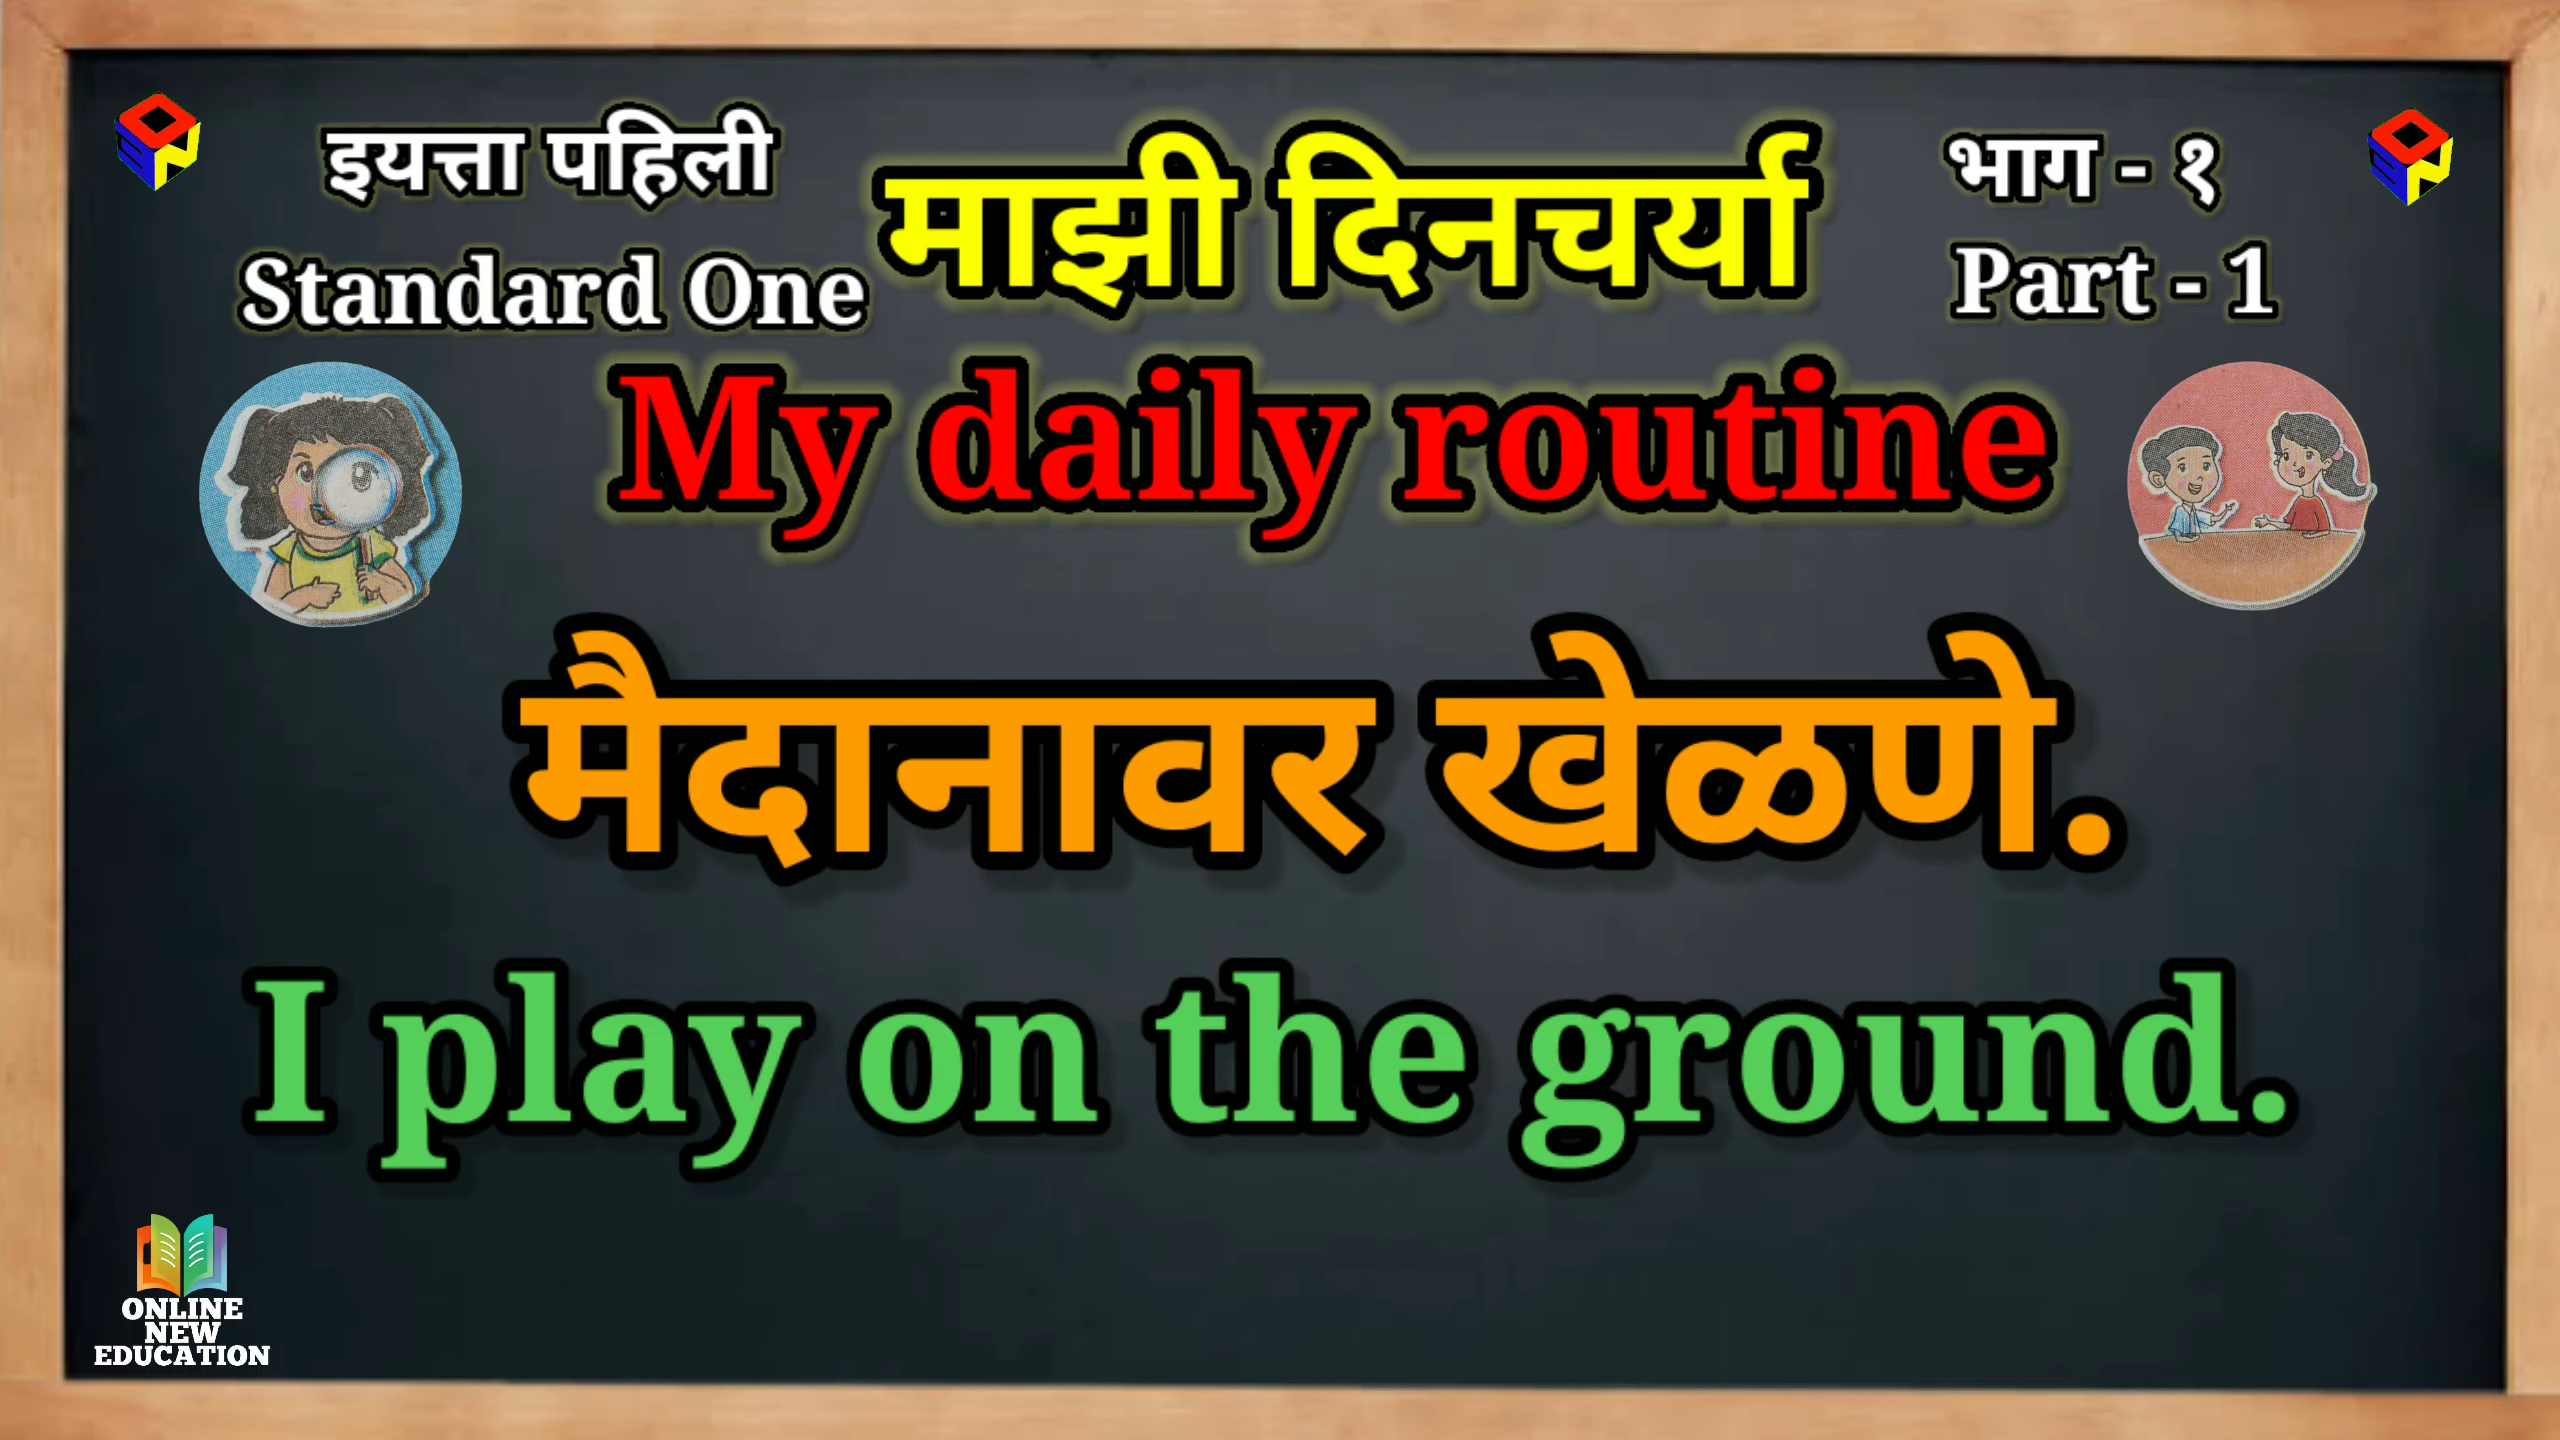 इयत्ता पहिली
Standard One
माझी दिनचर्या
भाग - १
Part - 1
My daily routine
मैदानावर खेळणे.
I play on the ground.
ONLINE
NEW
EDUCATION